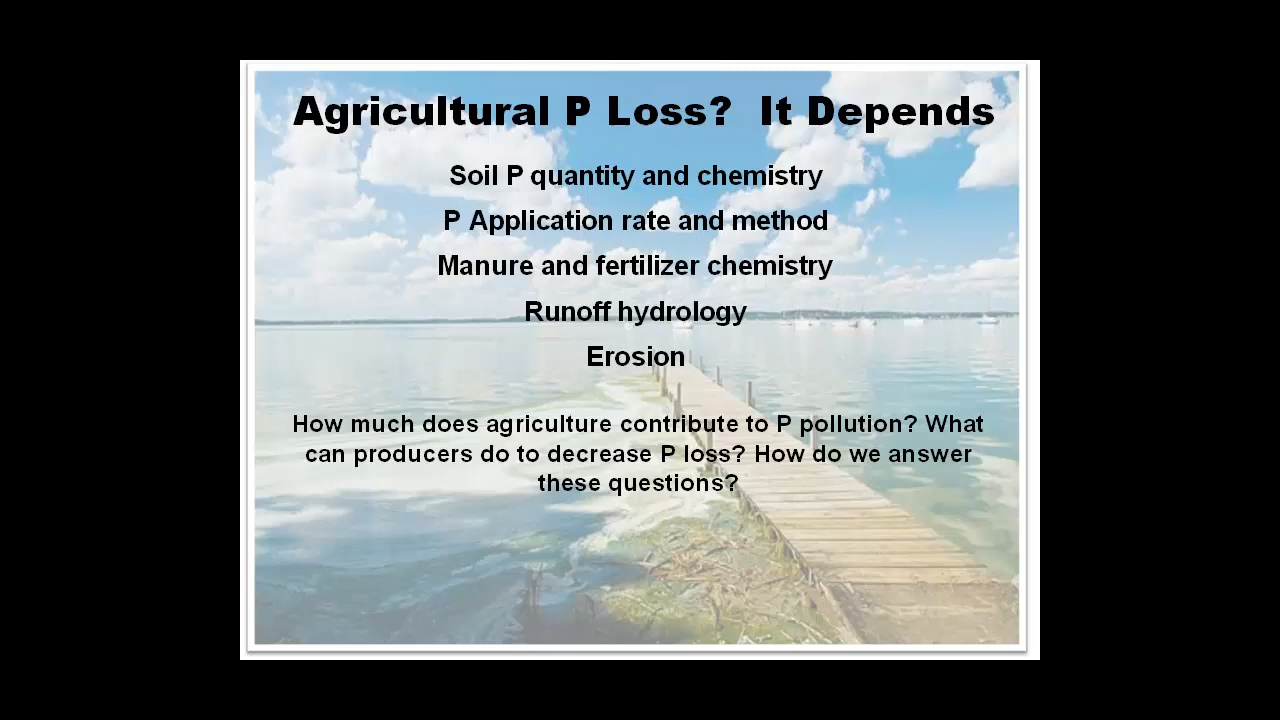 Agricultural P Loss?  It Depends
Soil P quantity and chemistry
P Application rate and method
Manure and fertilizer chemistry
Runoff hydrology
Erosion
How much does agriculture contribute to P pollution? What
can producers do to decrease P loss? How do we answer
these questions?